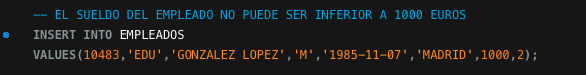 -- EL SUELDO DEL EMPLEADO NO PUEDE SER INFERIOR A 1000 EUROS
INSERT INTO EMPLEADOS
VALUES(10483,'EDU','GONZALEZ LOPEZ','M','1985-11-07','MADRID',1000,2);